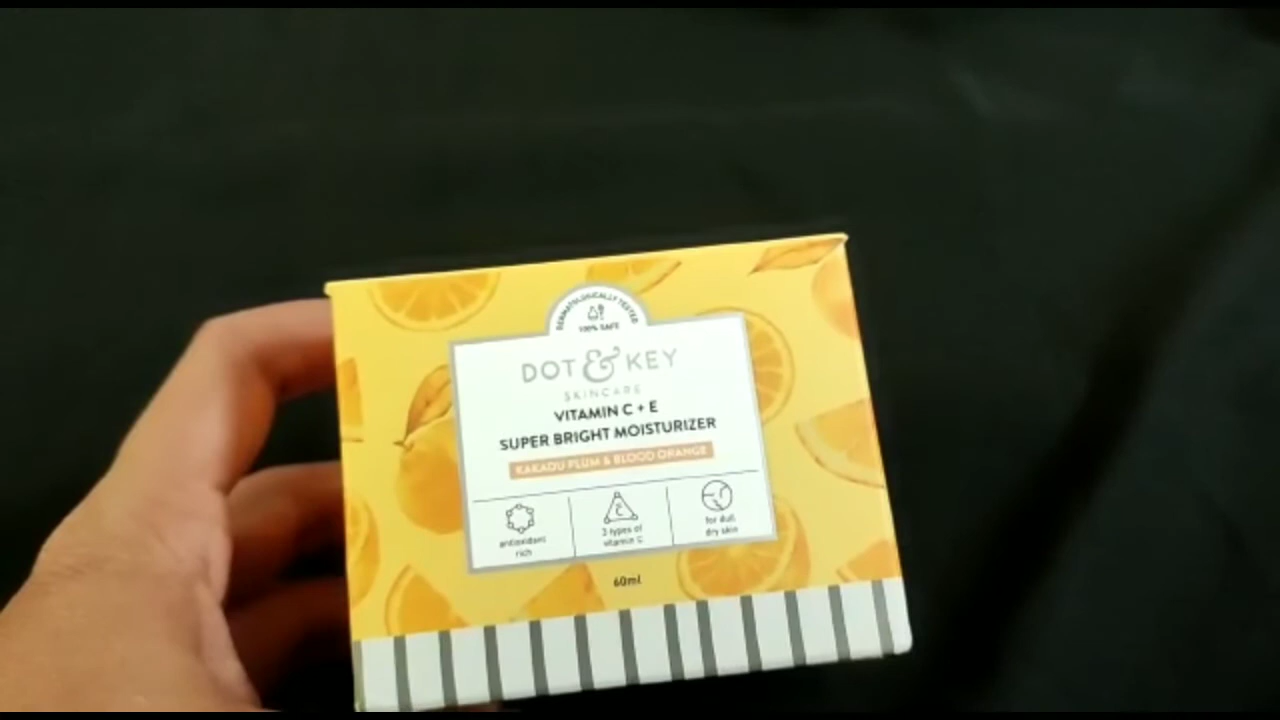 DERMATOLOGICALLY TESTED
100% SAFE
DOT & KEY
SKINCARE
VITAMIN C + E
SUPER BRIGHT MOISTURIZER
KAKADU PLUM & BLOOD ORANGE
antioxidant
rich
3 types of
vitamin C
for dull
dry skin
60ml